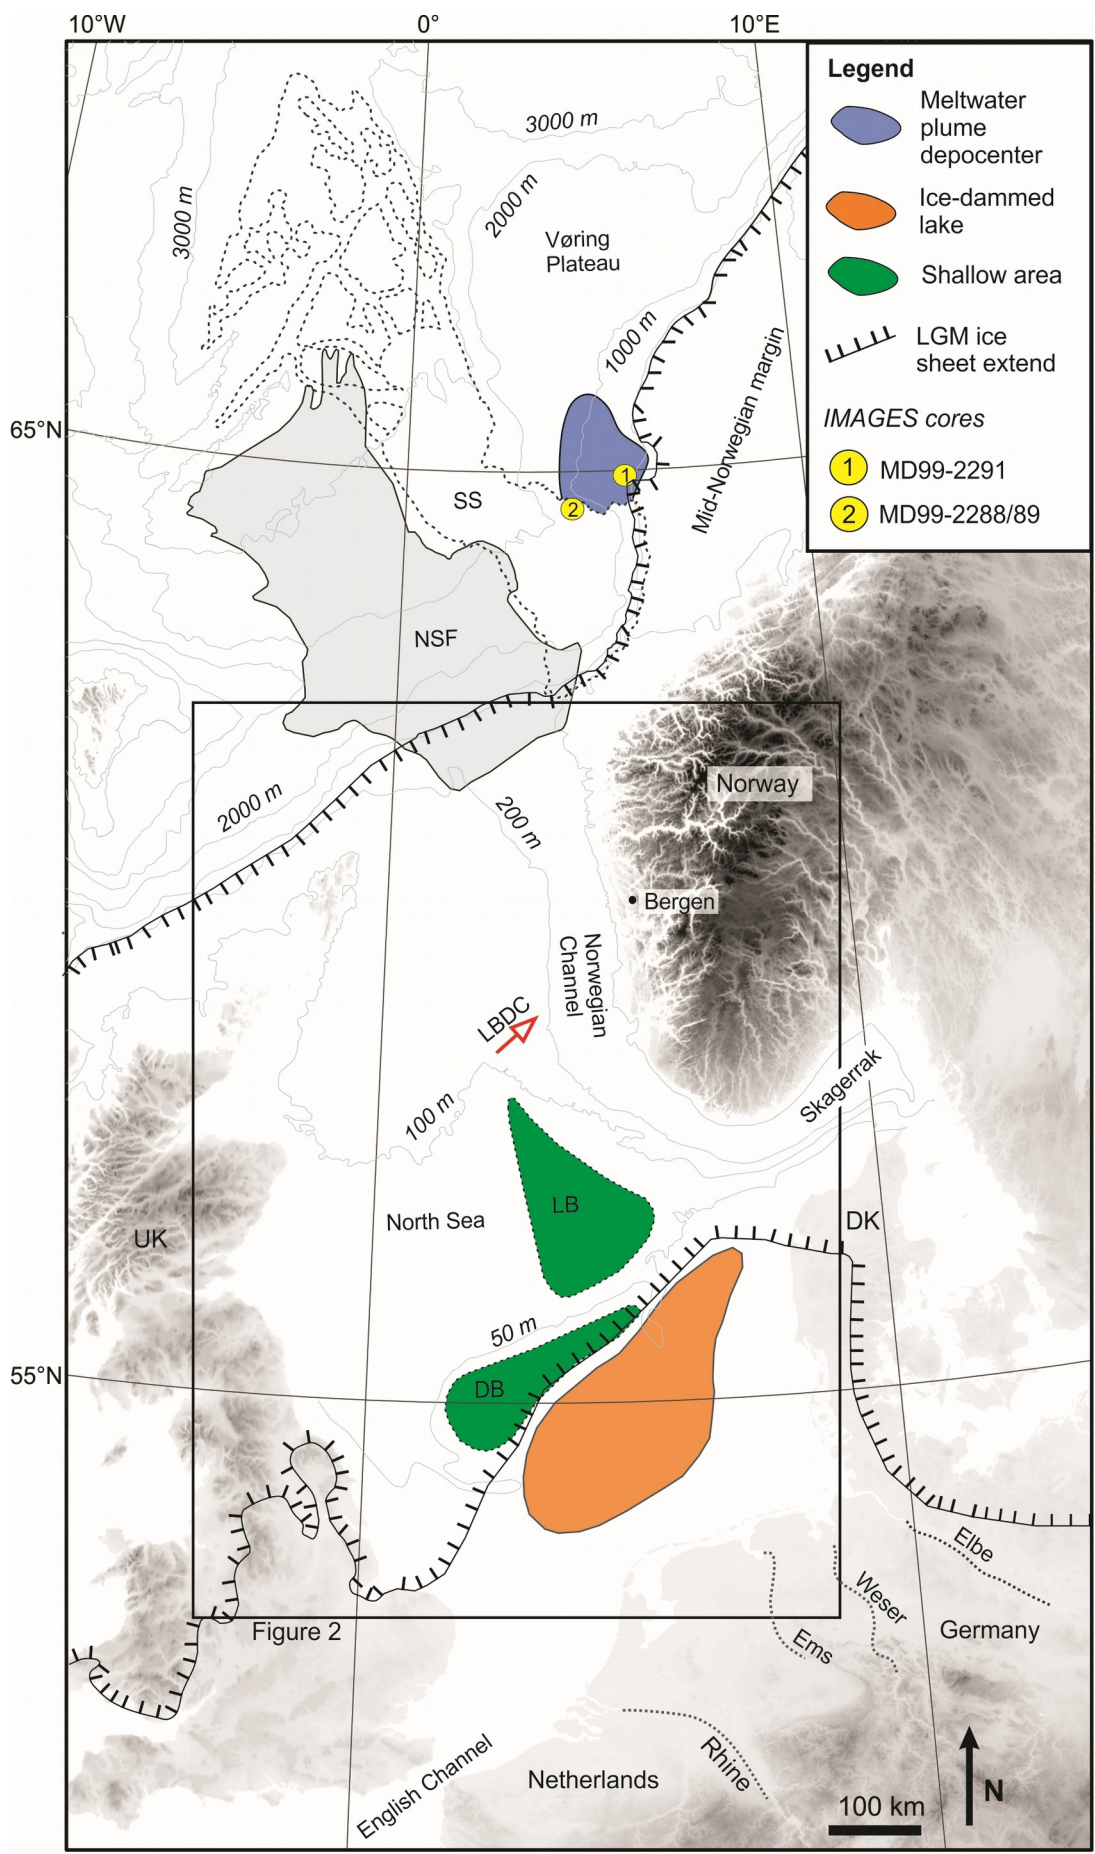 10°W
0°
10°E
Legend
Meltwater
plume
depocenter
Ice-dammed
lake
Shallow area
LGM ice
sheet extend
IMAGES cores
1 MD99-2291
2 MD99-2288/89
3000 m
3000 m
2000 m
Vøring
Plateau
1000 m
Mid-Norwegian margin
65°N
1
2
SS
NSF
2000 m
200 m
Norway
Bergen
Norwegian
Channel
LBDC
Skagerrak
100 m
LB
North Sea
UK
DK
50 m
55°N
DB
Elbe
Weser
Figure 2
Ems
Germany
English Channel
Netherlands
Rhine
N
100 km